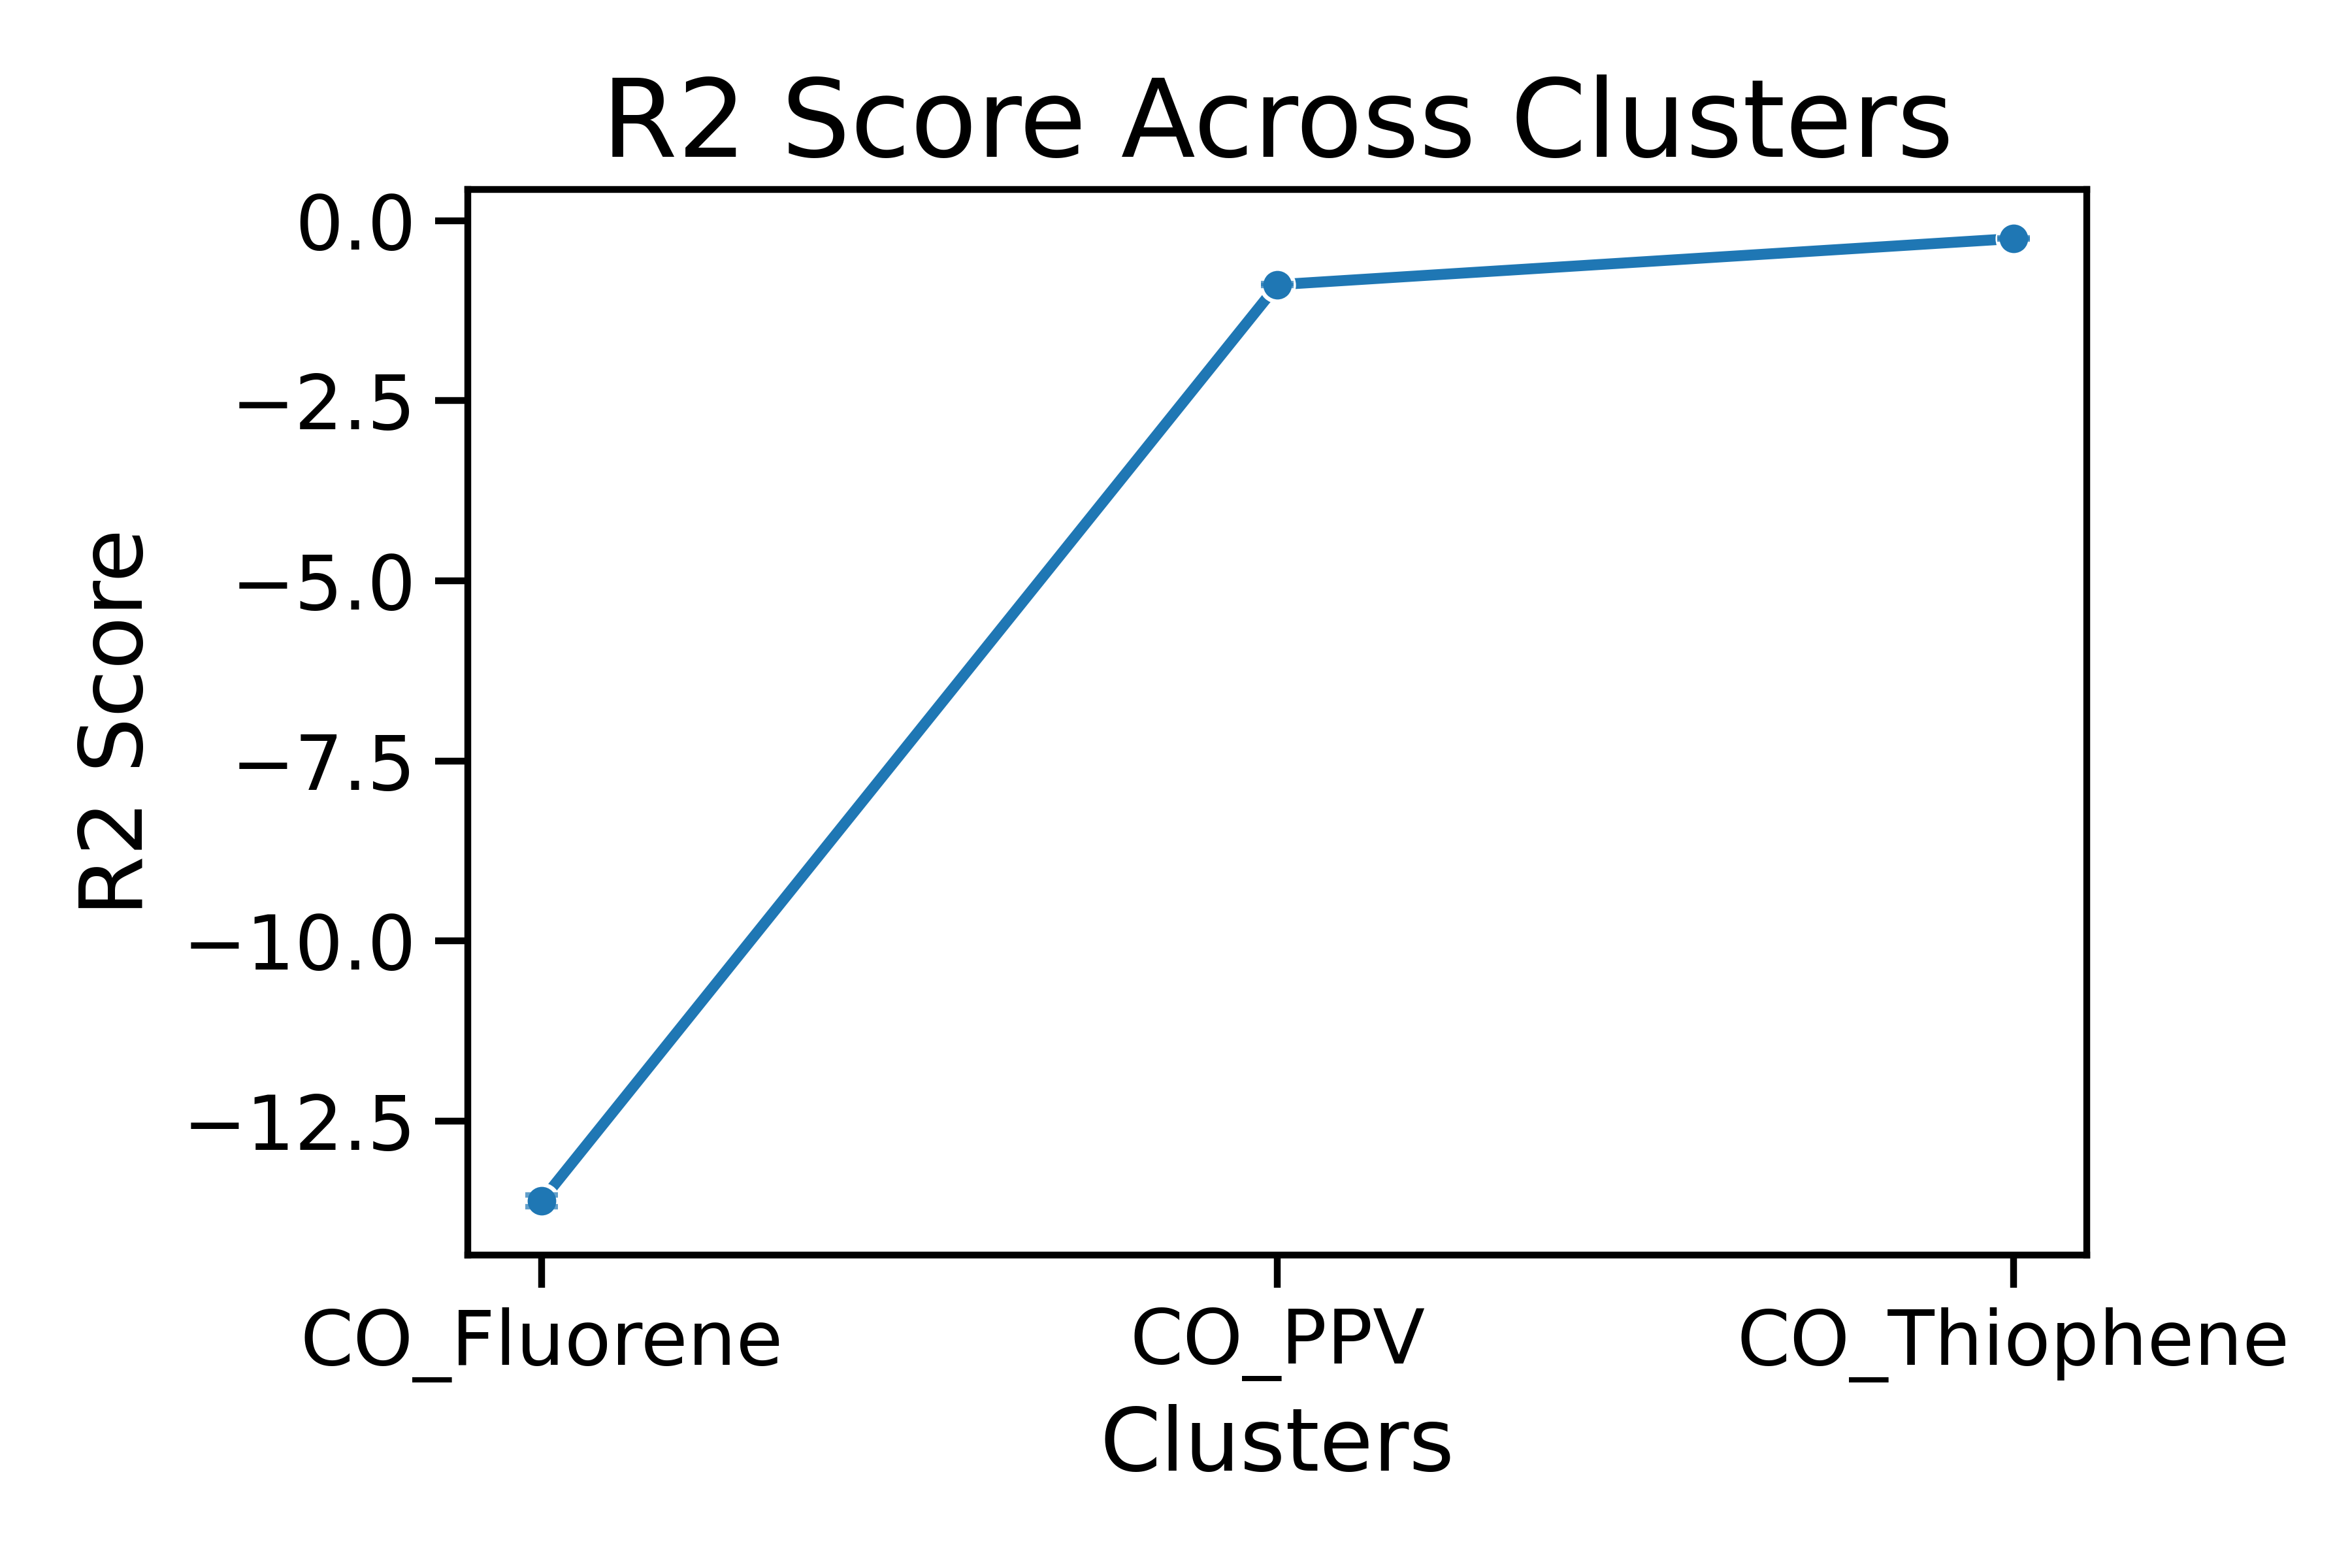 R2 Score Across Clusters
R2 Score
0.0
−2.5
−5.0
−7.5
−10.0
−12.5
CO_Fluorene
CO_PPV
CO_Thiophene
Clusters